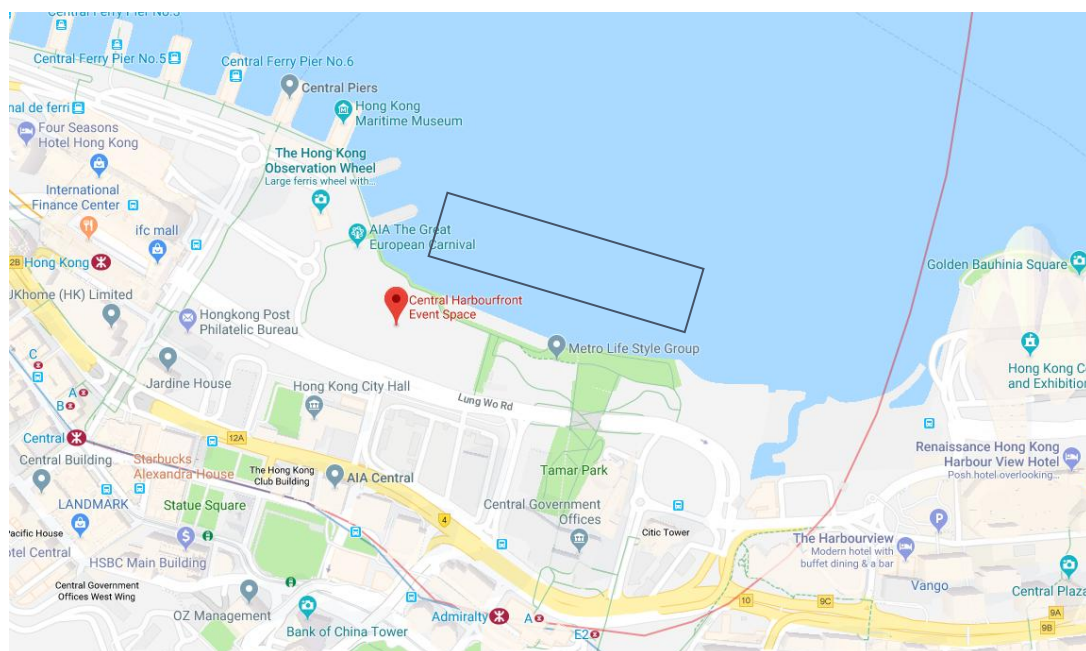 Central Ferry Pier No.5
Central Ferry Pier No.6
Central Piers
nal de ferri
Hong Kong
Maritime Museum
Four Seasons
Hotel Hong Kong
The Hong Kong
Observation Wheel
Large ferris wheel with...
International
Finance Center
ifc mall
AIA The Great
European Carnival
Golden Bauhinia Square
2B
Hong Kong
Central Harbourfront
Event Space
UKhome (HK) Limited
Hongkong Post
Philatelic Bureau
Metro Life Style Group
Hong Kong Co
and Exhibition
C
Jardine House
Hong Kong City Hall
Lung Wo Rd
A
B
Central
12A
Central Building
Starbucks
Alexandra House
The Hong Kong
Club Building
AIA Central
Tamar Park
Renaissance Hong Kong
Harbour View Hotel
Posh hotel overlooking...
LANDMARK
Statue Square
Central Government
Offices
4
Citic Tower
P
Pacific House
otel Central
$
HSBC Main Building
The Harbourview
Modern hotel with
buffet dining & a bar
Vango
Central Government
Offices West Wing
Central Plaza
OZ Management
10
9C
9A
9B
Bank of China Tower
Admiralty
A
E2